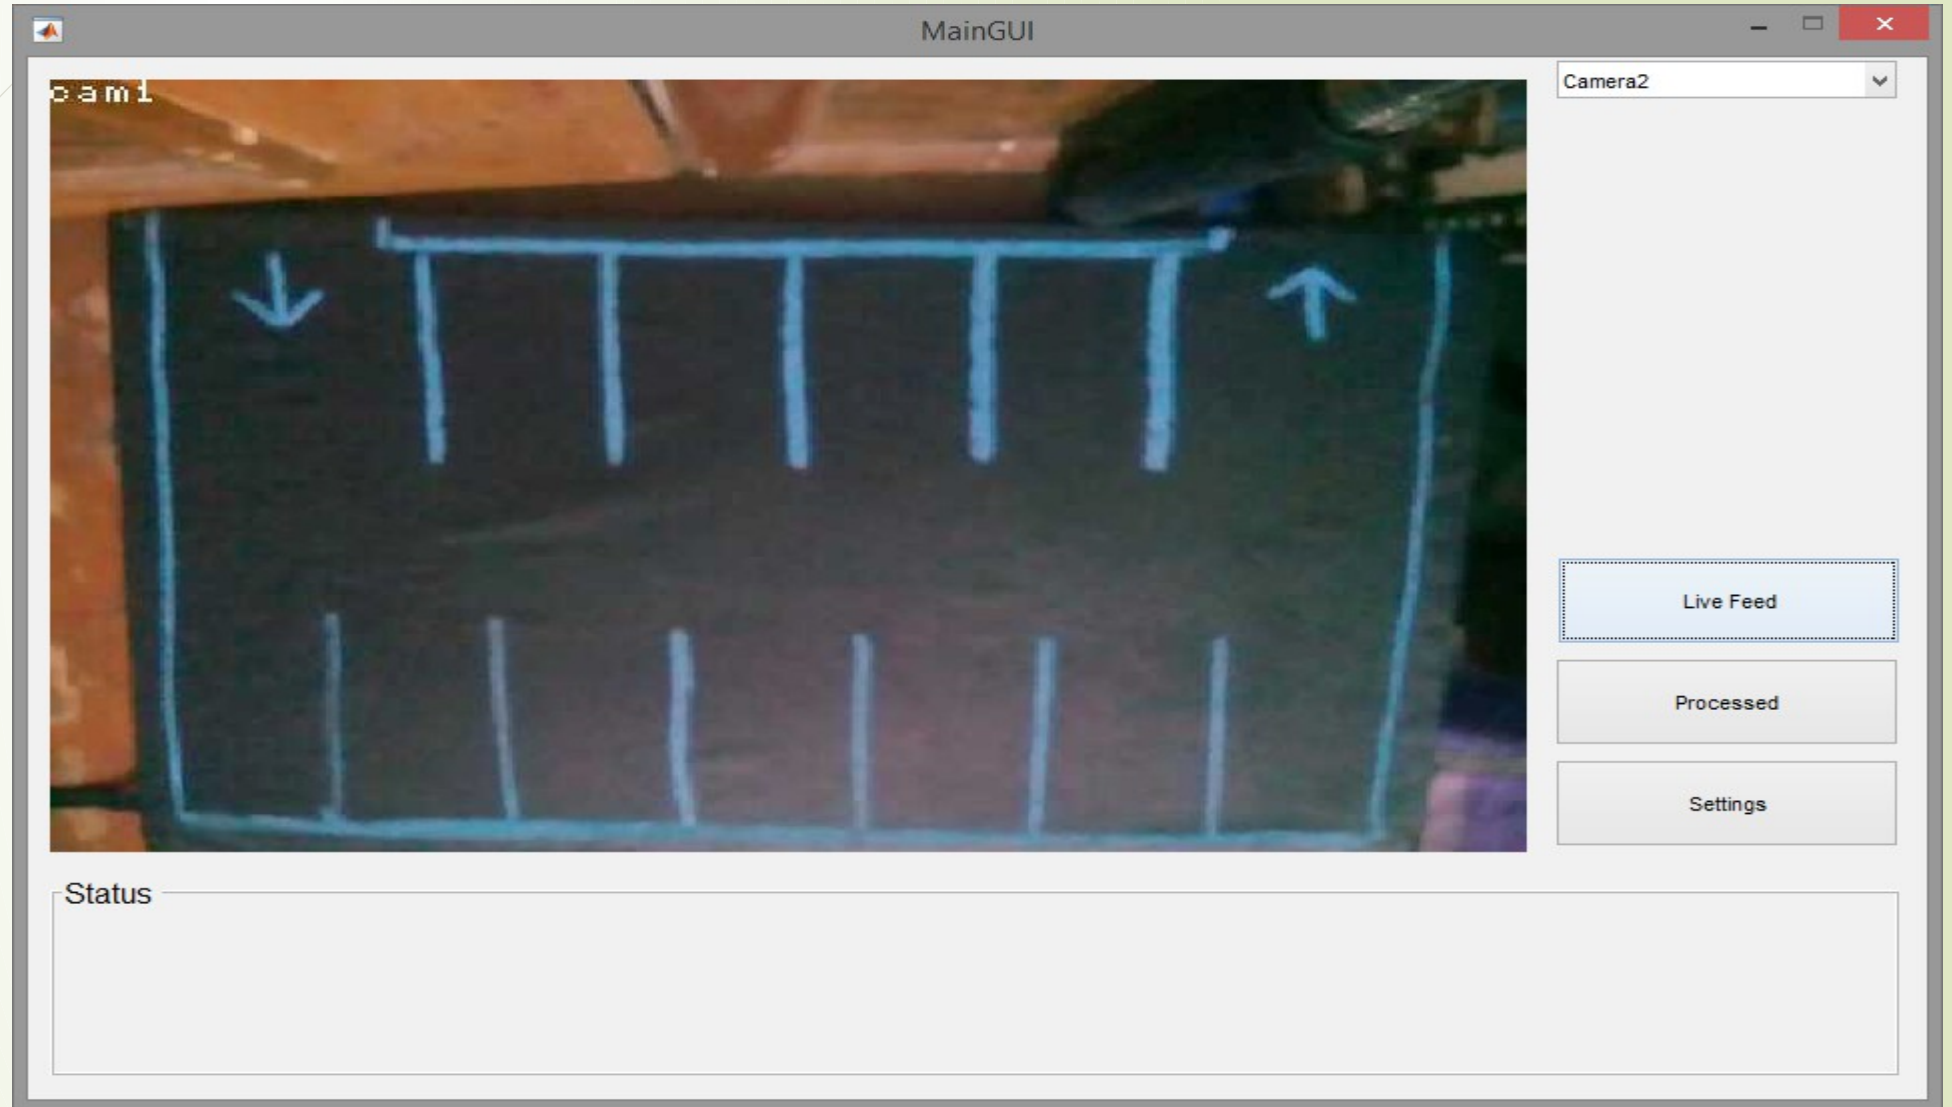 MainGUI
cam1
Camera2
Live Feed
Processed
Settings
Status